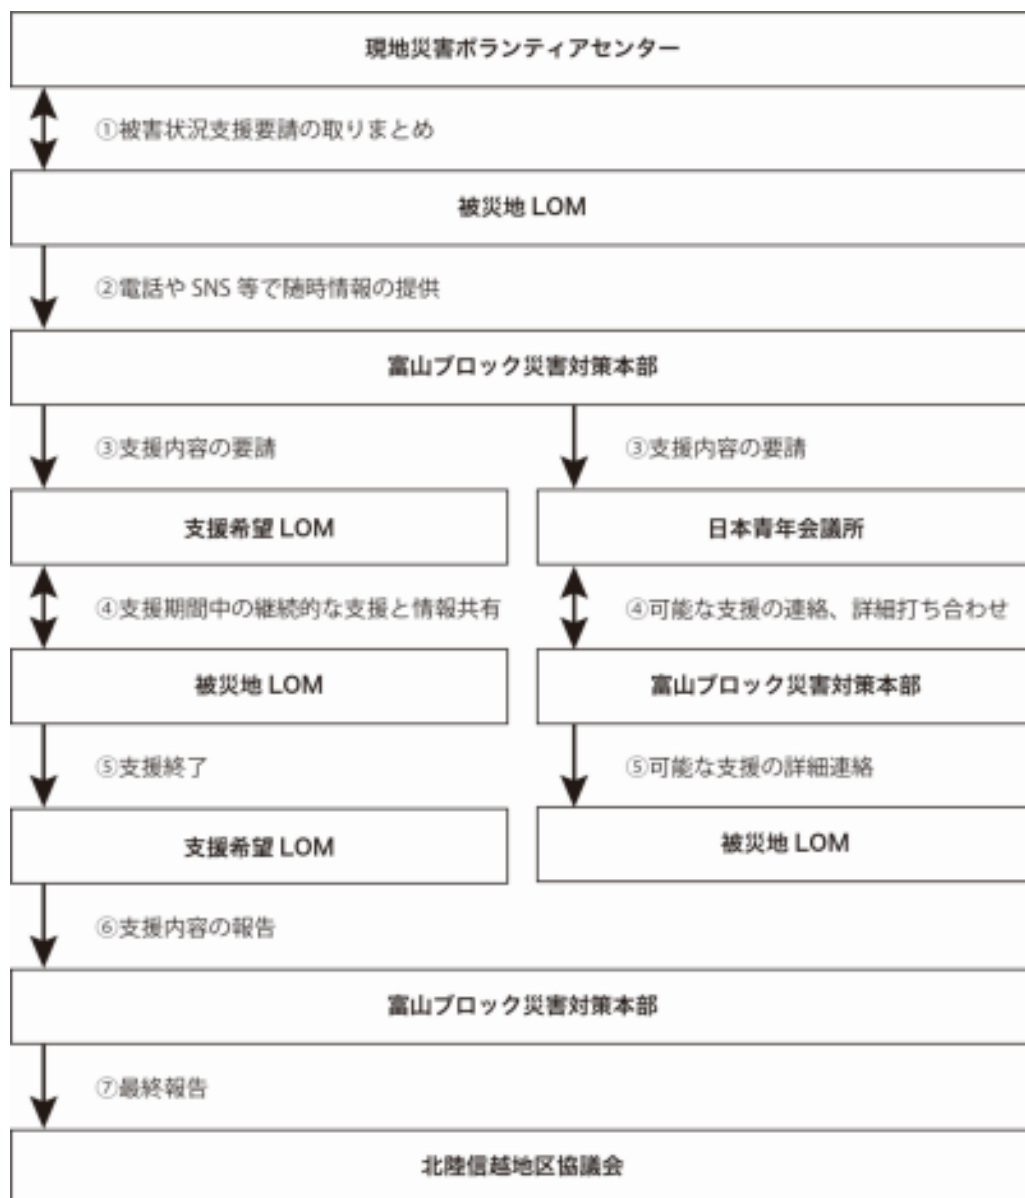 現地災害ボランティアセンター
①被害状況支援要請の取りまとめ
被災地 LOM
②電話や SNS 等で随時情報の提供
富山ブロック災害対策本部
③支援内容の要請
③支援内容の要請
支援希望 LOM
日本青年会議所
④支援期間中の継続的な支援と情報共有
④可能な支援の連絡、詳細打ち合わせ
被災地 LOM
富山ブロック災害対策本部
⑤支援終了
⑤可能な支援の詳細連絡
支援希望 LOM
被災地 LOM
⑥支援内容の報告
富山ブロック災害対策本部
⑦最終報告
北陸信越地区協議会